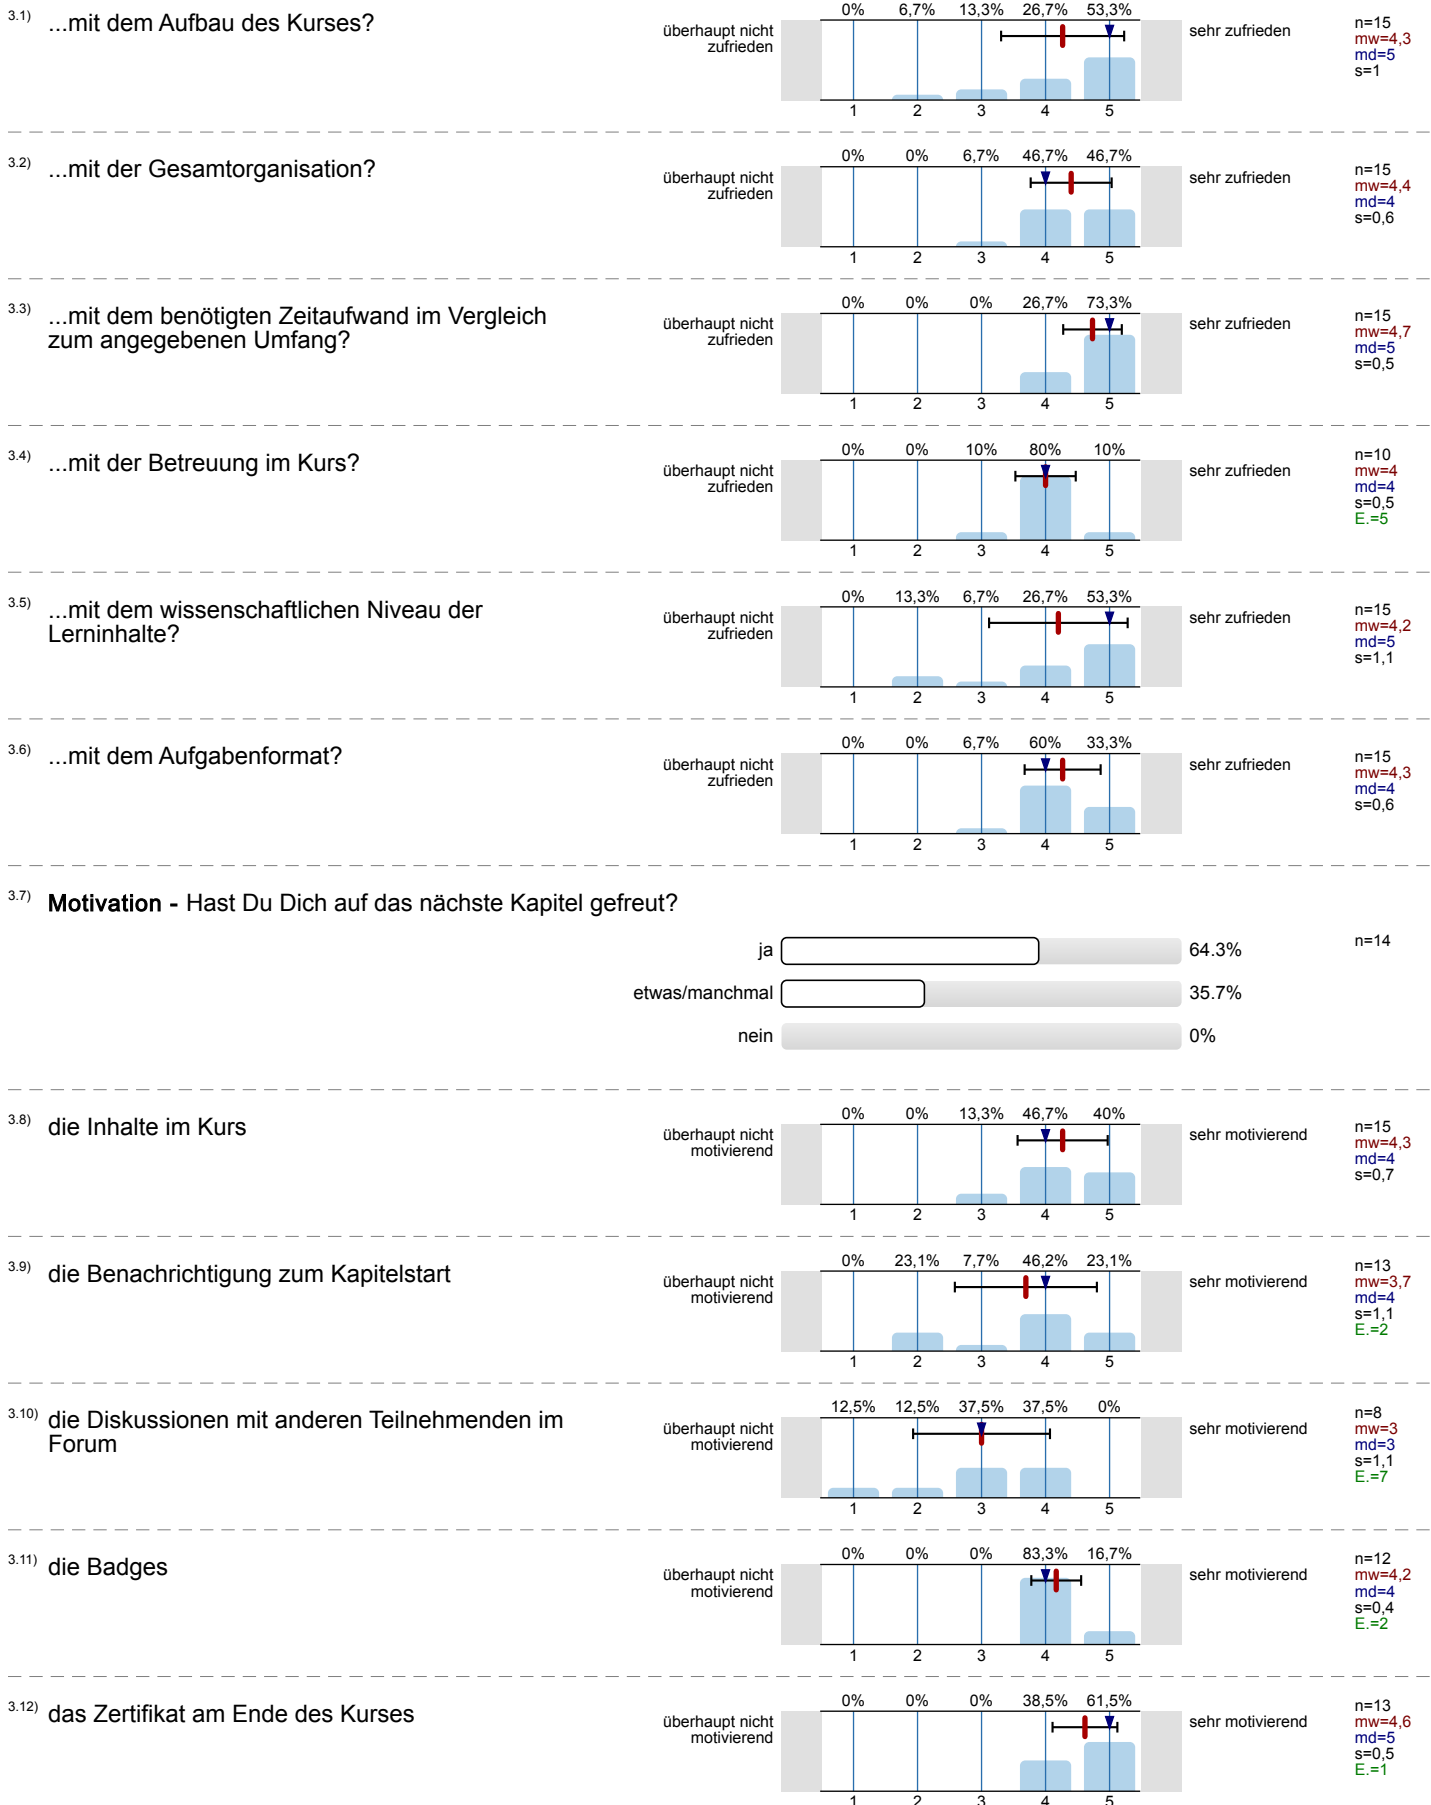 3.1) ...mit dem Aufbau des Kurses?
0% 6,7% 13,3% 26,7% 53,3%
überhaupt nicht
zufrieden
sehr zufrieden
n=15
mw=4,3
md=5
s=1
1 2 3 4 5
3.2) ...mit der Gesamtorganisation?
0% 0% 6,7% 46,7% 46,7%
überhaupt nicht
zufrieden
sehr zufrieden
n=15
mw=4,4
md=4
s=0,6
1 2 3 4 5
3.3) ...mit dem benötigten Zeitaufwand im Vergleich
zum angegebenen Umfang?
0% 0% 0% 26,7% 73,3%
überhaupt nicht
zufrieden
sehr zufrieden
n=15
mw=4,7
md=5
s=0,5
1 2 3 4 5
3.4) ...mit der Betreuung im Kurs?
0% 0% 10% 80% 10%
überhaupt nicht
zufrieden
sehr zufrieden
n=10
mw=4
md=4
s=0,5
E.=5
1 2 3 4 5
3.5) ...mit dem wissenschaftlichen Niveau der
Lerninhalte?
0% 13,3% 6,7% 26,7% 53,3%
überhaupt nicht
zufrieden
sehr zufrieden
n=15
mw=4,2
md=5
s=1,1
1 2 3 4 5
3.6) ...mit dem Aufgabenformat?
0% 0% 6,7% 60% 33,3%
überhaupt nicht
zufrieden
sehr zufrieden
n=15
mw=4,3
md=4
s=0,6
1 2 3 4 5
3.7) Motivation - Hast Du Dich auf das nächste Kapitel gefreut?
ja 64.3%
n=14
etwas/manchmal 35.7%
nein 0%
3.8) die Inhalte im Kurs
0% 0% 13,3% 46,7% 40%
überhaupt nicht
motivierend
sehr motivierend
n=15
mw=4,3
md=4
s=0,7
1 2 3 4 5
3.9) die Benachrichtigung zum Kapitelstart
0% 23,1% 7,7% 46,2% 23,1%
überhaupt nicht
motivierend
sehr motivierend
n=13
mw=3,7
md=4
s=1,1
E.=2
1 2 3 4 5
3.10) die Diskussionen mit anderen Teilnehmenden im
Forum
12,5% 12,5% 37,5% 37,5% 0%
überhaupt nicht
motivierend
sehr motivierend
n=8
mw=3
md=3
s=1,1
E.=7
1 2 3 4 5
3.11) die Badges
0% 0% 0% 83,3% 16,7%
überhaupt nicht
motivierend
sehr motivierend
n=12
mw=4,2
md=4
s=0,4
E.=2
1 2 3 4 5
3.12) das Zertifikat am Ende des Kurses
0% 0% 0% 38,5% 61,5%
überhaupt nicht
motivierend
sehr motivierend
n=13
mw=4,6
md=5
s=0,5
E.=1
1 2 3 4 5